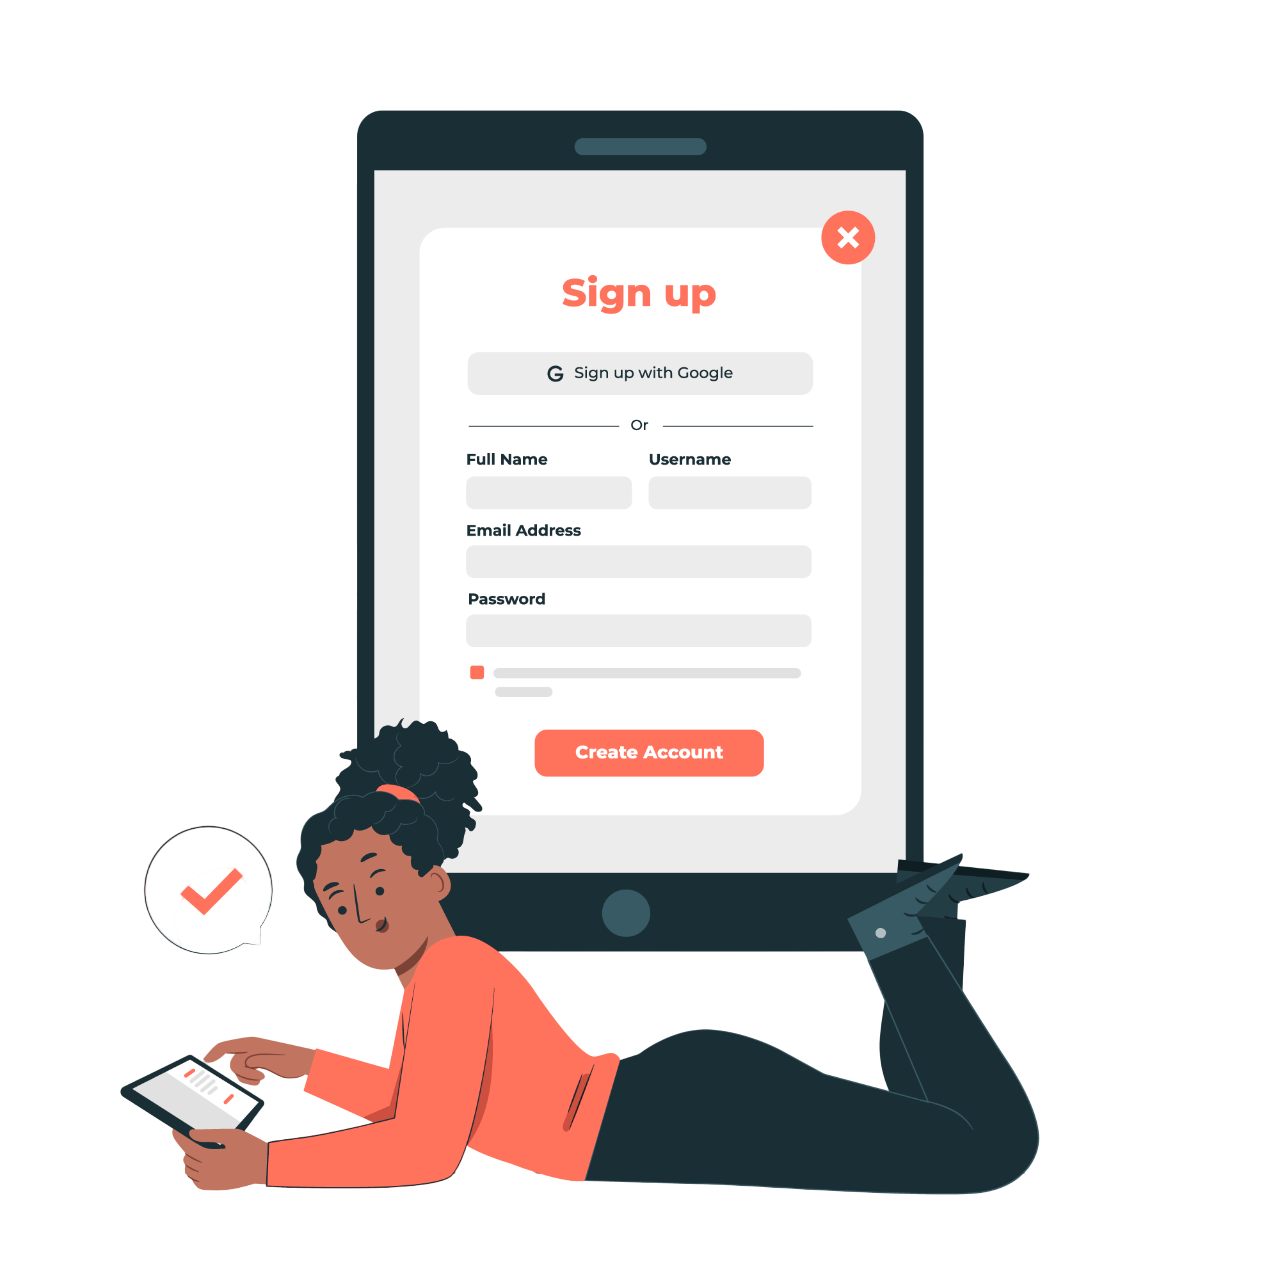 Sign up
G Sign up with Google
Or
Full Name Username
Email Address
Password
Create Account